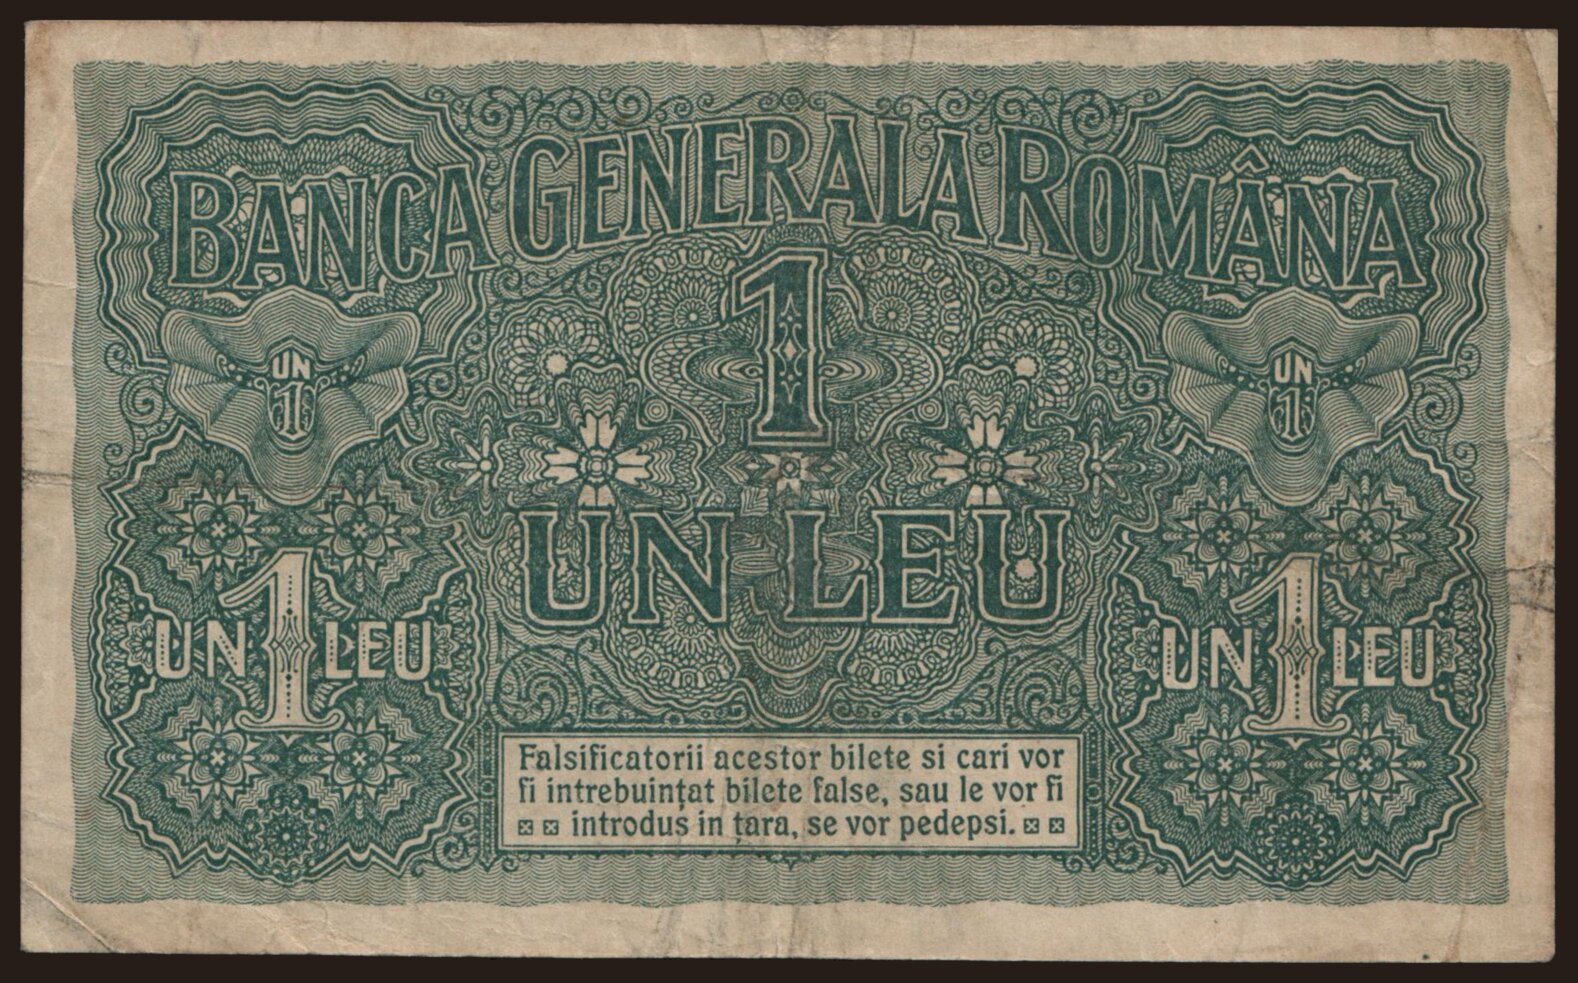 BANCA GENERALA ROMÂNA
1
UN
1
UN
1
UN LEU
UN 1 LEU
UN 1 LEU
Falsificatorii acestor bilete si cari vor
fi intrebuințat bilete false, sau le vor fi
introdus in țara, se vor pedepsi.